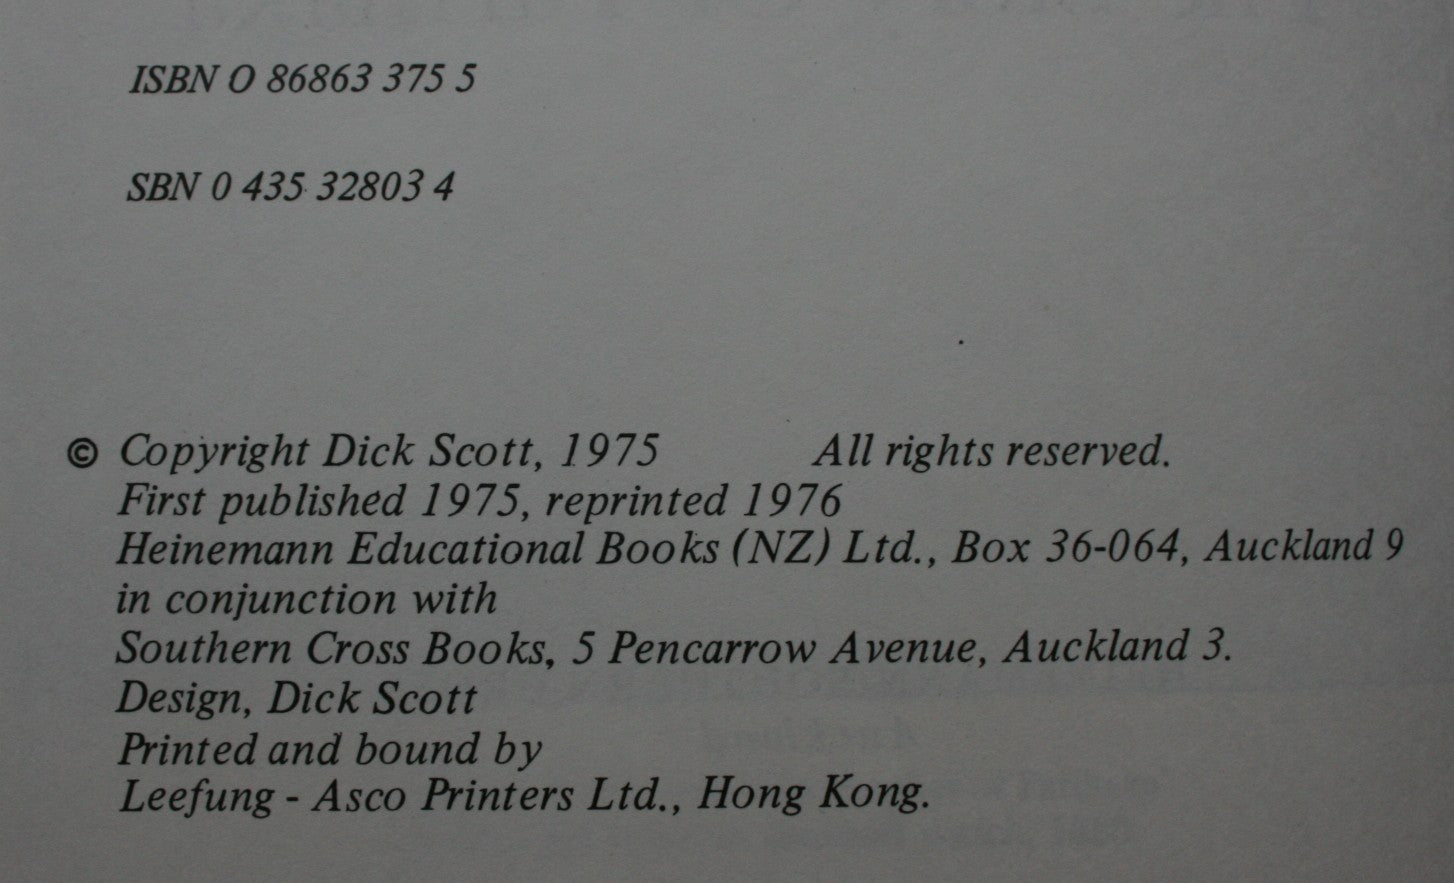 ISBN O 86863 375 5
SBN 0 435 32803 4
© Copyright Dick Scott, 1975 All rights reserved.
First published 1975, reprinted 1976
Heinemann Educational Books (NZ) Ltd., Box 36-064, Auckland 9
in conjunction with
Southern Cross Books, 5 Pencarrow Avenue, Auckland 3.
Design, Dick Scott
Printed and bound by
Leefung - Asco Printers Ltd., Hong Kong.